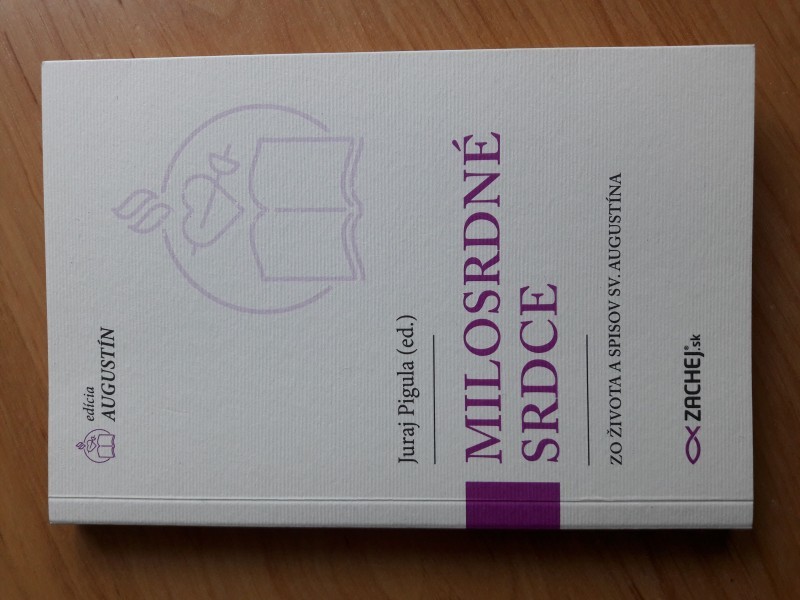 edícia
AUGUSTÍN
Juraj Pigula (ed.)
MILOSRDNÉ
SRDCE
ZO ŽIVOTA A SPISOV SV. AUGUSTÍNA
ZACHEJ®.sk